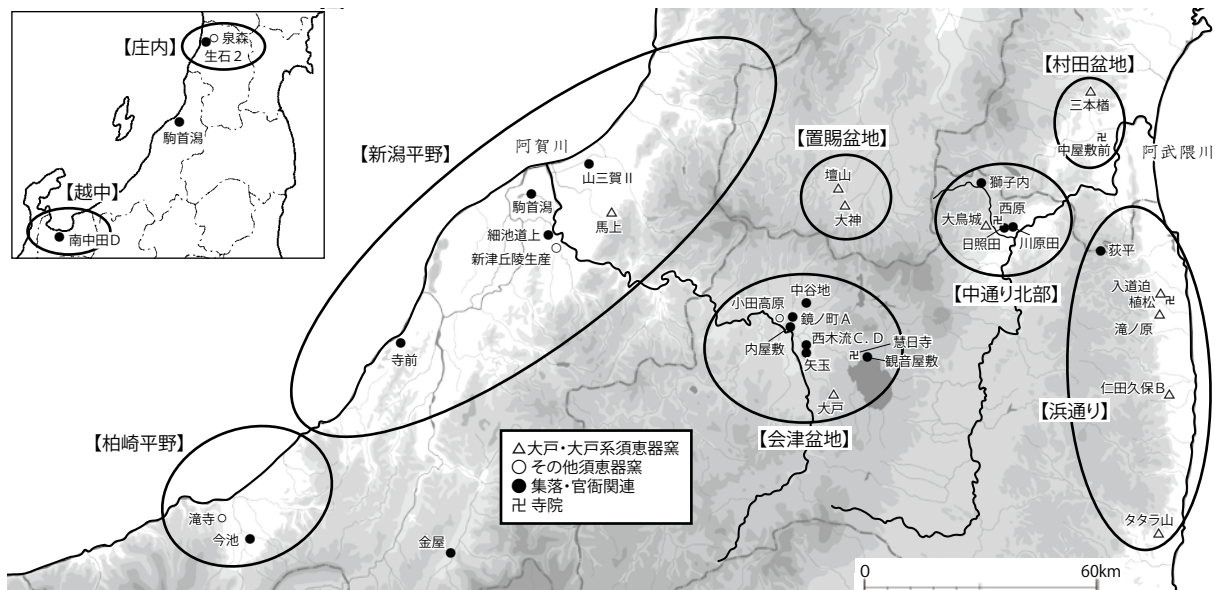 【庄内】
泉森
生石２
駒首潟
【越中】
南中田Ｄ
【新潟平野】
阿賀川
山三賀Ⅱ
駒首潟
馬上
細池道上
新津丘陵生産
寺前
【柏崎平野】
滝寺
今池
金屋
【置賜盆地】
壇山
大神
【村田盆地】
三本楢
中屋敷前
阿武隈川
獅子内
西原
大鳥城
日照田
川原田
【中通り北部】
荻平
入道迫
植松
滝ノ原
仁田久保Ｂ
【浜通り】
タタラ山
中谷地
小田高原
鏡ノ町Ａ
内屋敷
西木流Ｃ．Ｄ
慧日寺
矢玉
観音屋敷
大戸
【会津盆地】
△大戸・大戸系須恵器窯
○その他須恵器窯
●集落・官衙関連
卍寺院
0 60km